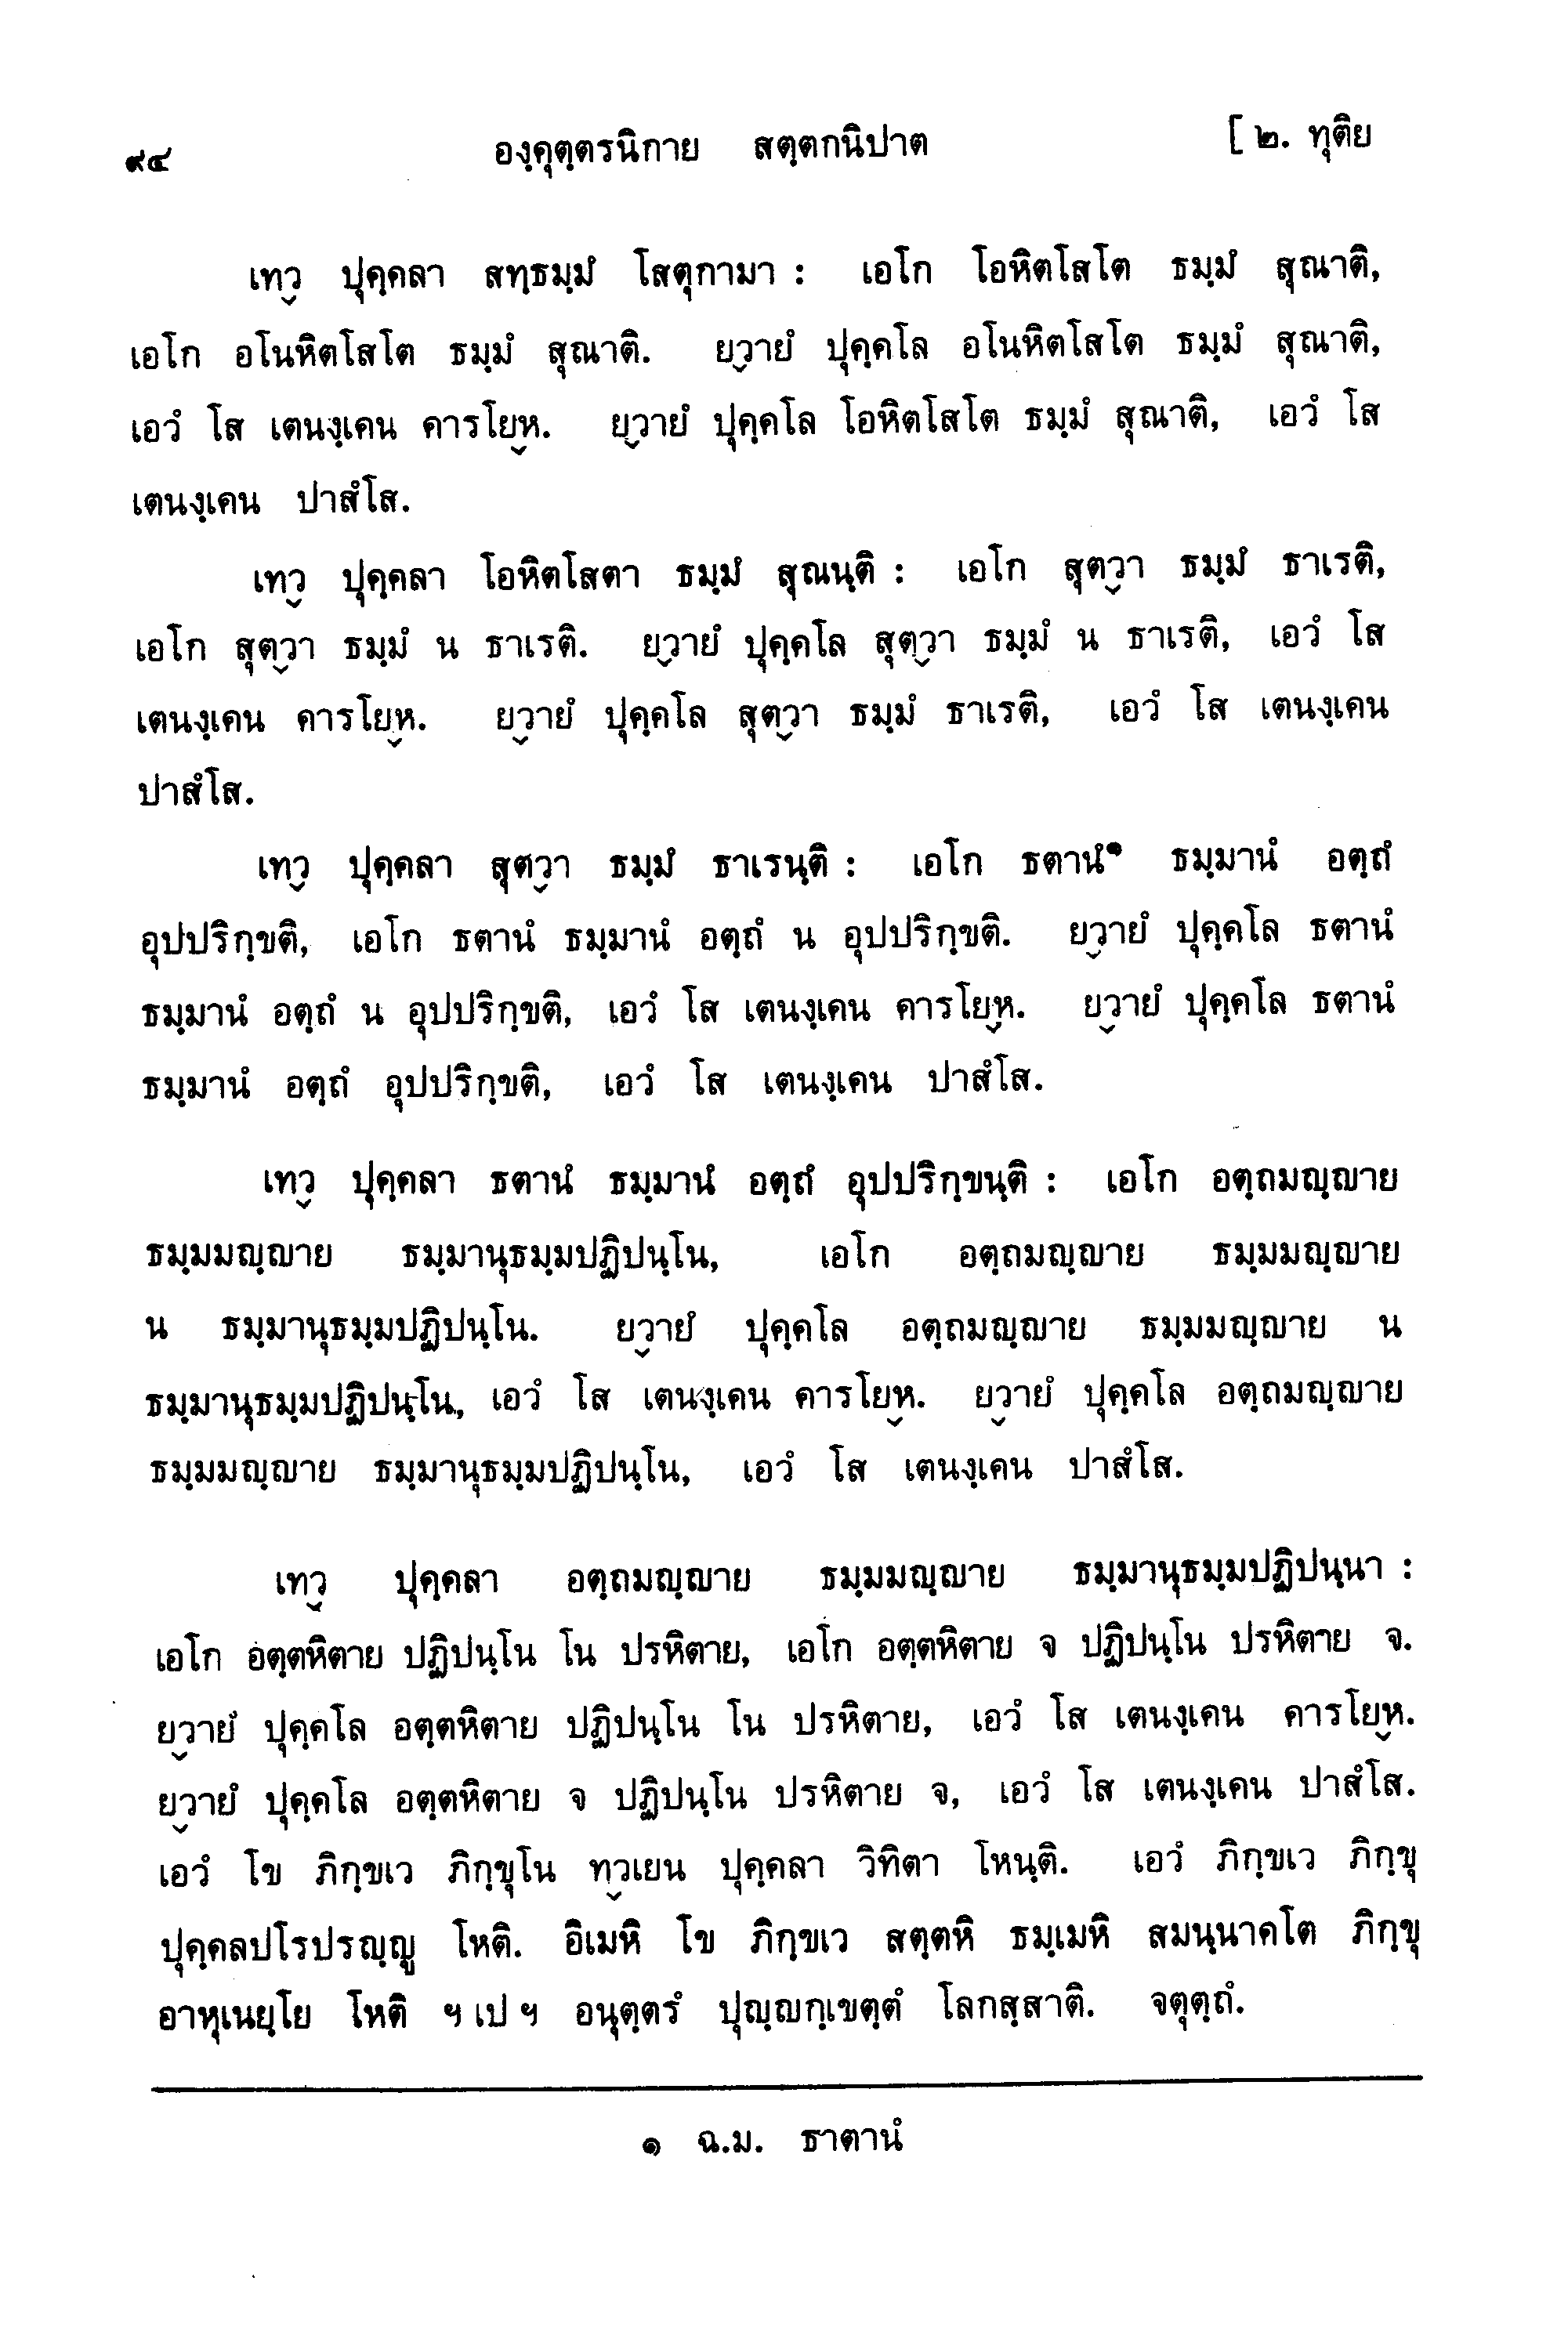 ๙๔ องฺคุตฺตรนิกาย สตฺตกนิปาต [ ๒. ทุติย
เทฺว ปุคฺคลา สทฺธมฺมํ โสตุกามา : เอโก โอหิตโสโต ธมฺมํ สุณาติ,
เอโก อโนหิตโสโต ธมฺมํ สุณาติ. ยฺวายํ ปุคฺคโล อโนหิตโสโต ธมฺมํ สุณาติ,
เอวํ โส เตนงฺเคน คารโยฺห. ยฺวายํ ปุคฺคโล โอหิตโสโต ธมฺมํ สุณาติ, เอวํ โส
เตนงฺเคน ปาสํโส.
เทฺว ปุคฺคลา โอหิตโสตา ธมฺมํ สุณนฺติ : เอโก สุตฺวา ธมฺมํ ธาเรติ,
เอโก สุตฺวา ธมฺมํ น ธาเรติ. ยฺวายํ ปุคฺคโล สุตฺวา ธมฺมํ น ธาเรติ, เอวํ โส
เตนงฺเคน คารโยฺห. ยฺวายํ ปุคฺคโล สุตฺวา ธมฺมํ ธาเรติ, เอวํ โส เตนงฺเคน
ปาสํโส.
เทฺว ปุคฺคลา สุตฺวา ธมฺมํ ธาเรนฺติ : เอโก ธตานํ๑ ธมฺมานํ อตฺถํ
อุปปริกฺขติ, เอโก ธตานํ ธมฺมานํ อตฺถํ น อุปปริกฺขติ. ยฺวายํ ปุคฺคโล ธตานํ
ธมฺมานํ อตฺถํ น อุปปริกฺขติ, เอวํ โส เตนงฺเคน คารโยฺห. ยฺวายํ ปุคฺคโล ธตานํ
ธมฺมานํ อตฺถํ อุปปริกฺขติ, เอวํ โส เตนงฺเคน ปาสํโส.
เทฺว ปุคฺคลา ธตานํ ธมฺมานํ อตฺถํ อุปปริกฺขนฺติ : เอโก อตฺถมญฺญาย
ธมฺมมญฺญาย ธมฺมานุธมฺมปฏิปนฺโน, เอโก อตฺถมญฺญาย ธมฺมมญฺญาย
น ธมฺมานุธมฺมปฏิปนฺโน. ยฺวายํ ปุคฺคโล อตฺถมญฺญาย ธมฺมมญฺญาย น
ธมฺมานุธมฺมปฏิปนฺโน, เอวํ โส เตนงฺเคน คารโยฺห. ยฺวายํ ปุคฺคโล อตฺถมญฺญาย
ธมฺมมญฺญาย ธมฺมานุธมฺมปฏิปนฺโน, เอวํ โส เตนงฺเคน ปาสํโส.
เทฺว ปุคฺคลา อตฺถมญฺญาย ธมฺมมญฺญาย ธมฺมานุธมฺมปฏิปนฺนา :
เอโก อตฺตหิตาย ปฏิปนฺโน โน ปรหิตาย, เอโก อตฺตหิตาย จ ปฏิปนฺโน ปรหิตาย จ.
ยฺวายํ ปุคฺคโล อตฺตหิตาย ปฏิปนฺโน โน ปรหิตาย, เอวํ โส เตนงฺเคน คารโยฺห.
ยฺวายํ ปุคฺคโล อตฺตหิตาย จ ปฏิปนฺโน ปรหิตาย จ, เอวํ โส เตนงฺเคน ปาสํโส.
เอวํ โข ภิกฺขเว ภิกฺขุโน ทฺวเยน ปุคฺคลา วิทิตา โหนฺติ. เอวํ ภิกฺขเว ภิกฺขุ
ปุคฺคลปโรปรญฺญู โหติ. อิเมหิ โข ภิกฺขเว สตฺตหิ ธมฺเมหิ สมนฺนาคโต ภิกฺขุ
อาหุเนยฺโย โหติ ฯ เป ฯ อนุตฺตรํ ปุญฺญกฺเขตฺตํ โลกสฺสาติ. จตุตฺถํ.
๑ ฉ.ม. ธาตานํ